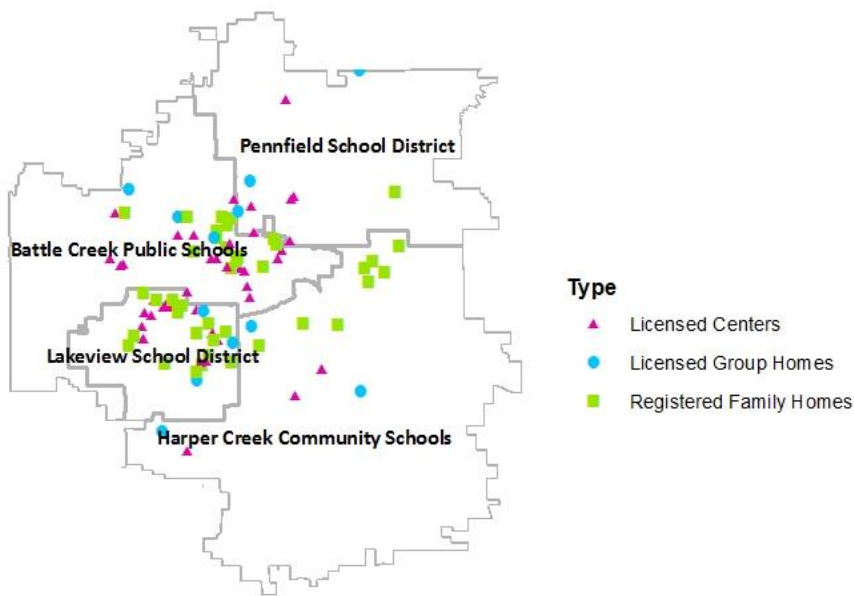 Pennfield School District
Battle Creek Public Schools
Lakeview School District
Harper Creek Community Schools
Type
Licensed Centers
Licensed Group Homes
Registered Family Homes